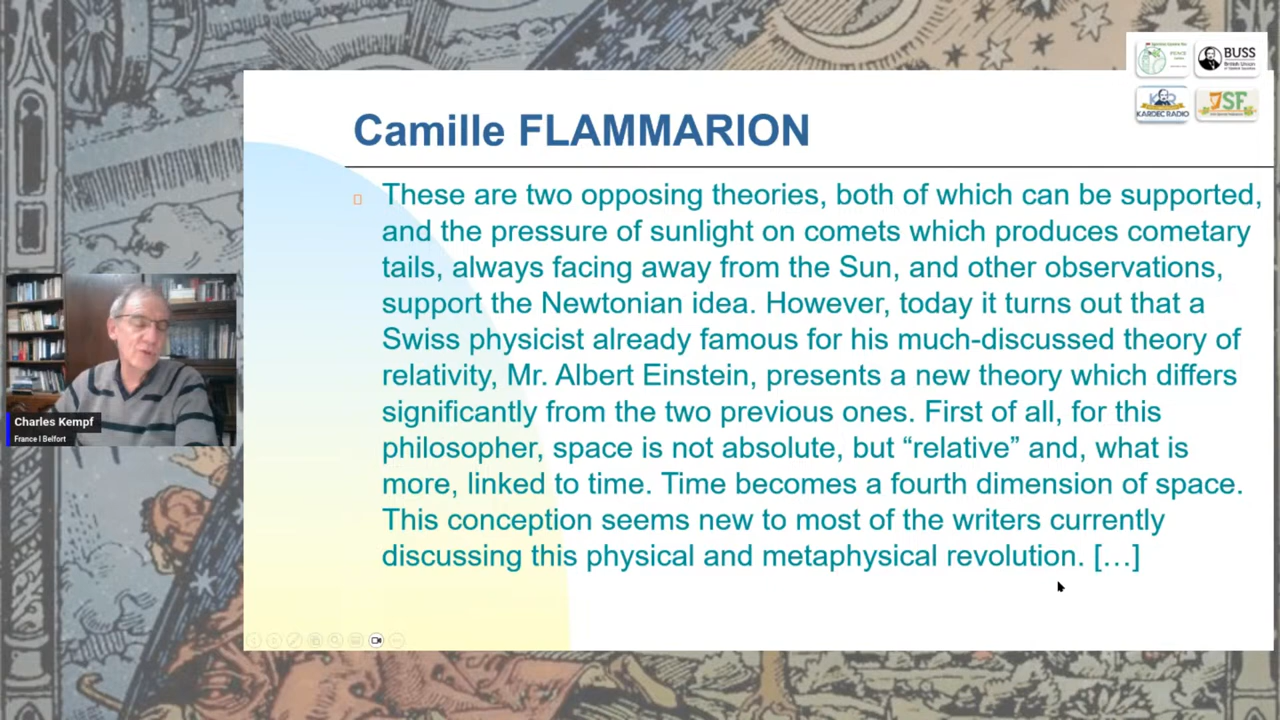 Camille FLAMMARION
These are two opposing theories, both of which can be supported,
and the pressure of sunlight on comets which produces cometary
tails, always facing away from the Sun, and other observations,
support the Newtonian idea. However, today it turns out that a
Swiss physicist already famous for his much-discussed theory of
relativity, Mr. Albert Einstein, presents a new theory which differs
significantly from the two previous ones. First of all, for this
philosopher, space is not absolute, but “relative” and, what is
more, linked to time. Time becomes a fourth dimension of space.
This conception seems new to most of the writers currently
discussing this physical and metaphysical revolution. […]
BUSS
British Union
KARDEC RADIO
SF
Charles Kempf
France I Belfort